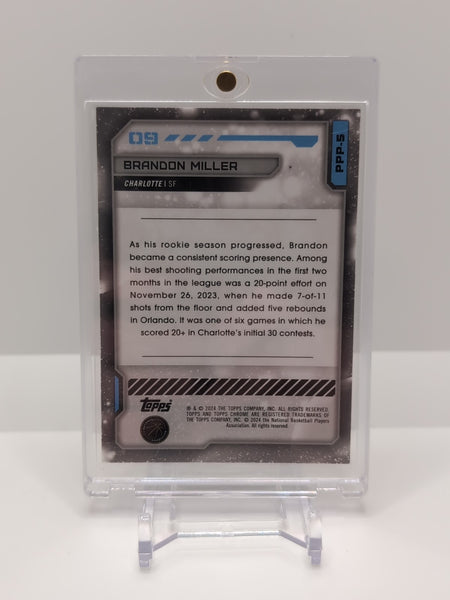 09
PPP-5
BRANDON MILLER
CHARLOTTE | SF
As his rookie season progressed, Brandon
became a consistent scoring presence. Among
his best shooting performances in the first two
months in the league was a 20-point effort on
November 26, 2023, when he made 7-of-11
shots from the floor and added five rebounds
in Orlando. It was one of six games in which he
scored 20+ in Charlotte's initial 30 contests.
Topps
® & © 2024 THE TOPPS COMPANY, INC. ALL RIGHTS RESERVED.
TOPPS AND TOPPS CHROME ARE REGISTERED TRADEMARKS OF
THE TOPPS COMPANY, INC. © 2024 the National Basketball Players
Association. All rights reserved.